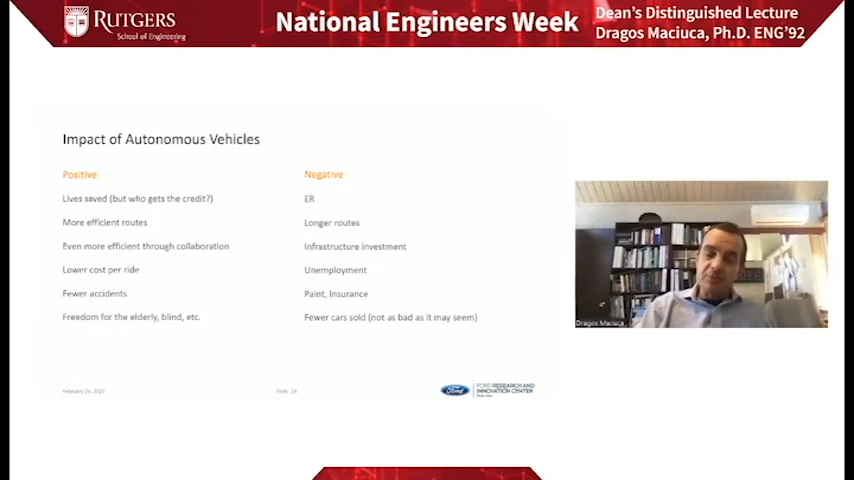 RUTGERS
School of Engineering
National Engineers Week
Dean's Distinguished Lecture
Dragos Maciuca, Ph.D. ENG'92
Impact of Autonomous Vehicles
Positive
Negative
Lives saved (but who gets the credit?)
ER
More efficient routes
Longer routes
Even more efficient through collaboration
Infrastructure investment
Lower cost per ride
Unemployment
Fewer accidents
Paint, Insurance
Freedom for the elderly, blind, etc.
Fewer cars sold (not as bad as it may seem)
Slide
Ford
FORD RESEARCH AND
INNOVATION CENTER
Dragos Maciuca